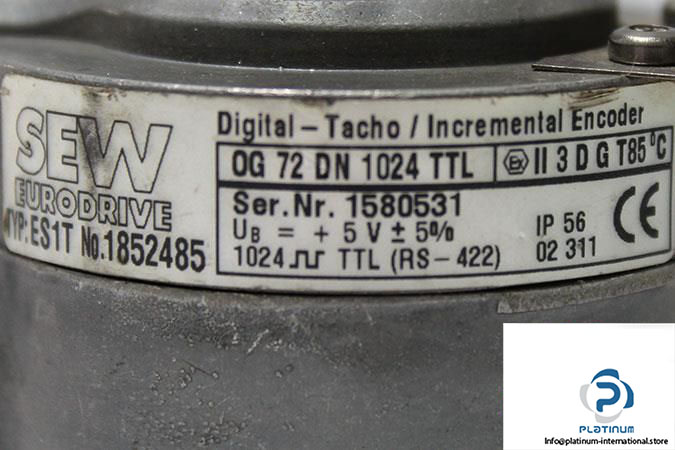 SEW
EURODRIVE
TYP: ES1T No. 1852485
Digital - Tacho / Incremental Encoder
OG 72 DN 1024 TTL
Ex II 3 D G T85°C
Ser.Nr. 1580531
UB = + 5 V ± 5%
1024 TTL (RS-422)
IP 56
02 311
CE
P
PLATINUM
Info@platinum-international.store